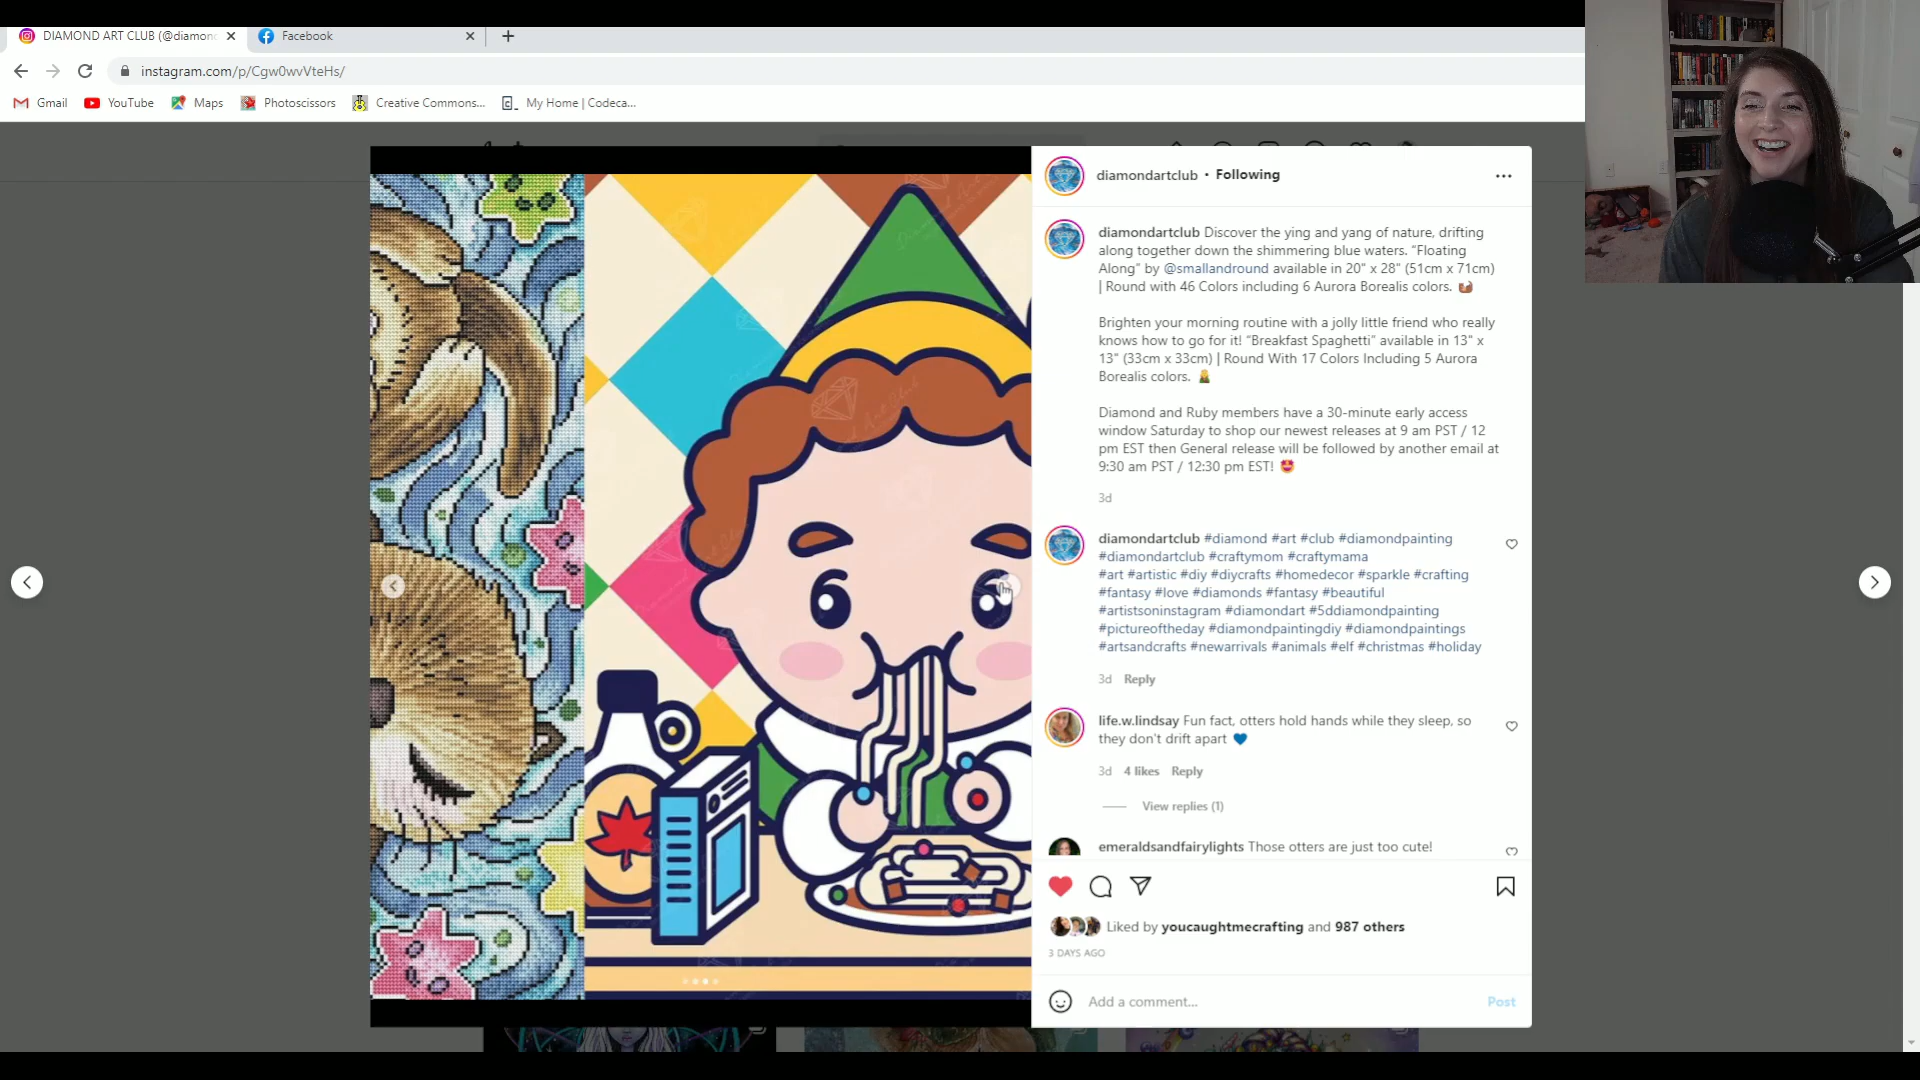 DIAMOND ART CLUB (@diamon
Facebook
instagram.com/p/Cgw0wvVteHs/
Gmail
YouTube
Maps
Photoscissors
Creative Commons...
My Home | Codeca...
diamondartclub • Following
diamondartclub Discover the ying and yang of nature, drifting
along together down the shimmering blue waters. "Floating
Along" by @smallandround available in 20" x 28" (51cm x 71cm)
| Round with 46 Colors including 6 Aurora Borealis colors. 🦦
Brighten your morning routine with a jolly little friend who really
knows how to go for it! "Breakfast Spaghetti" available in 13" x
13" (33cm x 33cm) | Round With 17 Colors Including 5 Aurora
Borealis colors.
Diamond and Ruby members have a 30-minute early access
window Saturday to shop our newest releases at 9 am PST / 12
pm EST then General release will be followed by another email at
9:30 am PST / 12:30 pm EST! 🤩
3d
diamondartclub #diamond #art #club #diamondpainting
#diamondartclub #craftymom #craftymama
#art #artistic #diy #diycrafts #homedecor #sparkle #crafting
#fantasy #love #diamonds #fantasy #beautiful
#artistsoninstagram #diamondart #5ddiamondpainting
#pictureoftheday #diamondpaintingdiy #diamondpaintings
#artsandcrafts #newarrivals #animals #elf #christmas #holiday
3d Reply
life.w.lindsay Fun fact, otters hold hands while they sleep, so
they don't drift apart 💙
3d 4 likes Reply
View replies (1)
emeraldsandfairylights Those otters are just too cute!
Liked by youcaughtmecrafting and 987 others
3 DAYS AGO
Add a comment...
Post